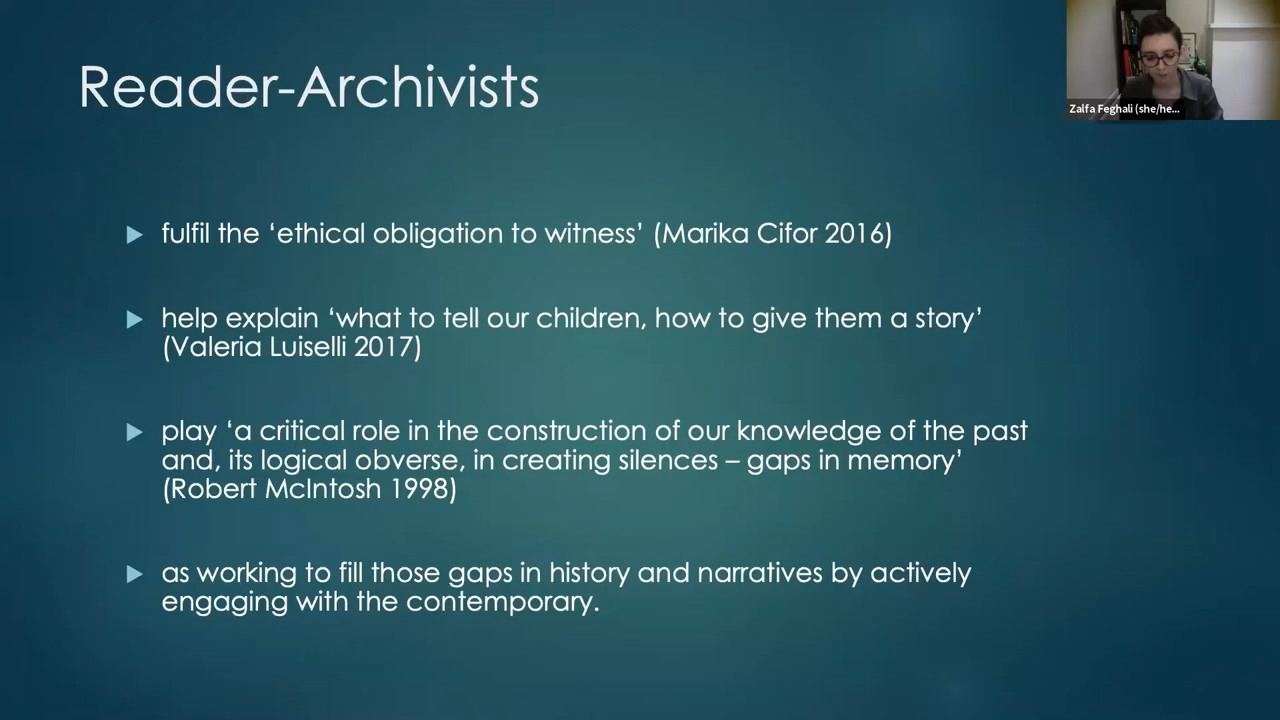 Reader-Archivists
Zalfa Feghali (she/he...
fulfil the ‘ethical obligation to witness’ (Marika Cifor 2016)
help explain ‘what to tell our children, how to give them a story’
(Valeria Luiselli 2017)
play ‘a critical role in the construction of our knowledge of the past
and, its logical obverse, in creating silences – gaps in memory’
(Robert McIntosh 1998)
as working to fill those gaps in history and narratives by actively
engaging with the contemporary.